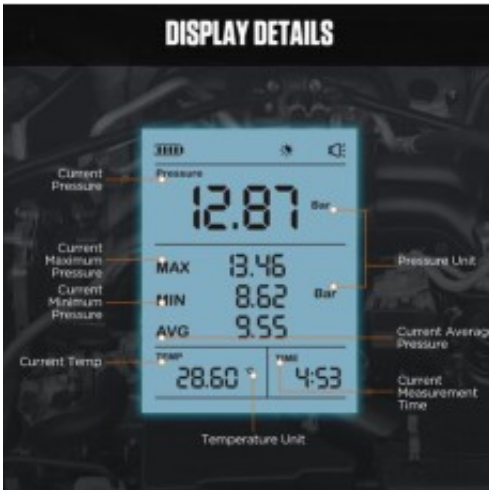 DISPLAY DETAILS
Pressure
Current
Pressure
12.87 Bar
Current
Maximum
Pressure
MAX 13.46
Pressure Unit
Current
Minimum
Pressure
MIN 8.62 Bar
AVG 9.55
Current Average
Pressure
Current Temp
TEMP
28.60 °C
TIME
4:53
Current
Measurement
Time
Temperature Unit